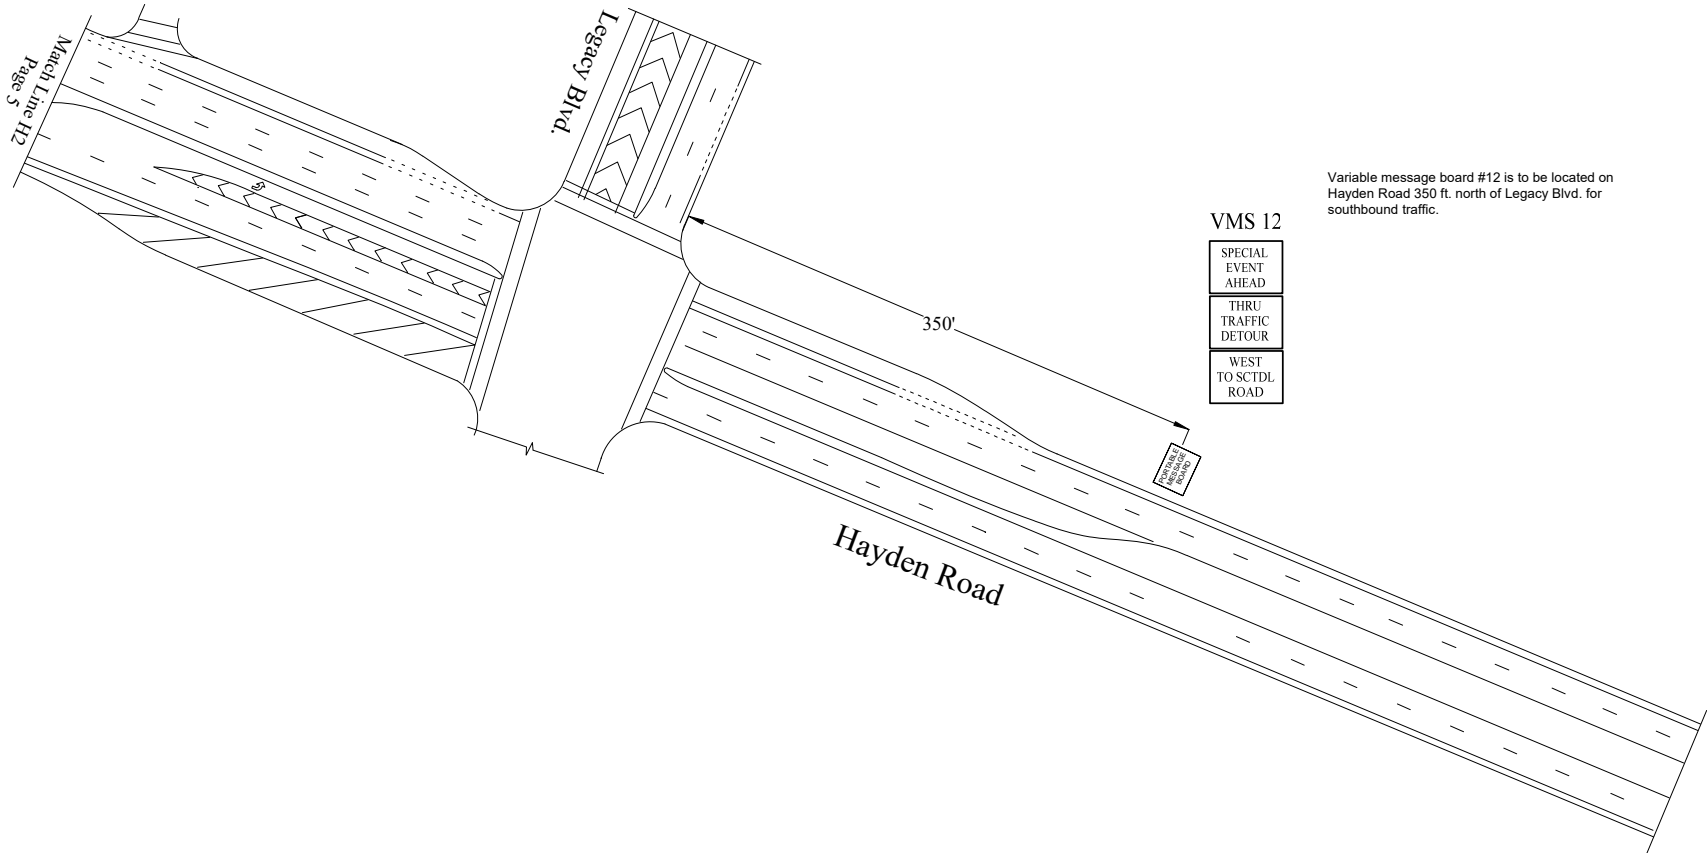 Match Line H2
Page 5
Legacy Blvd.
Variable message board #12 is to be located on
Hayden Road 350 ft. north of Legacy Blvd. for
southbound traffic.
VMS 12
SPECIAL
EVENT
AHEAD
THRU
TRAFFIC
DETOUR
WEST
TO SCTDL
ROAD
350'
PORTABLE
MESSAGE
BOARD
Hayden Road